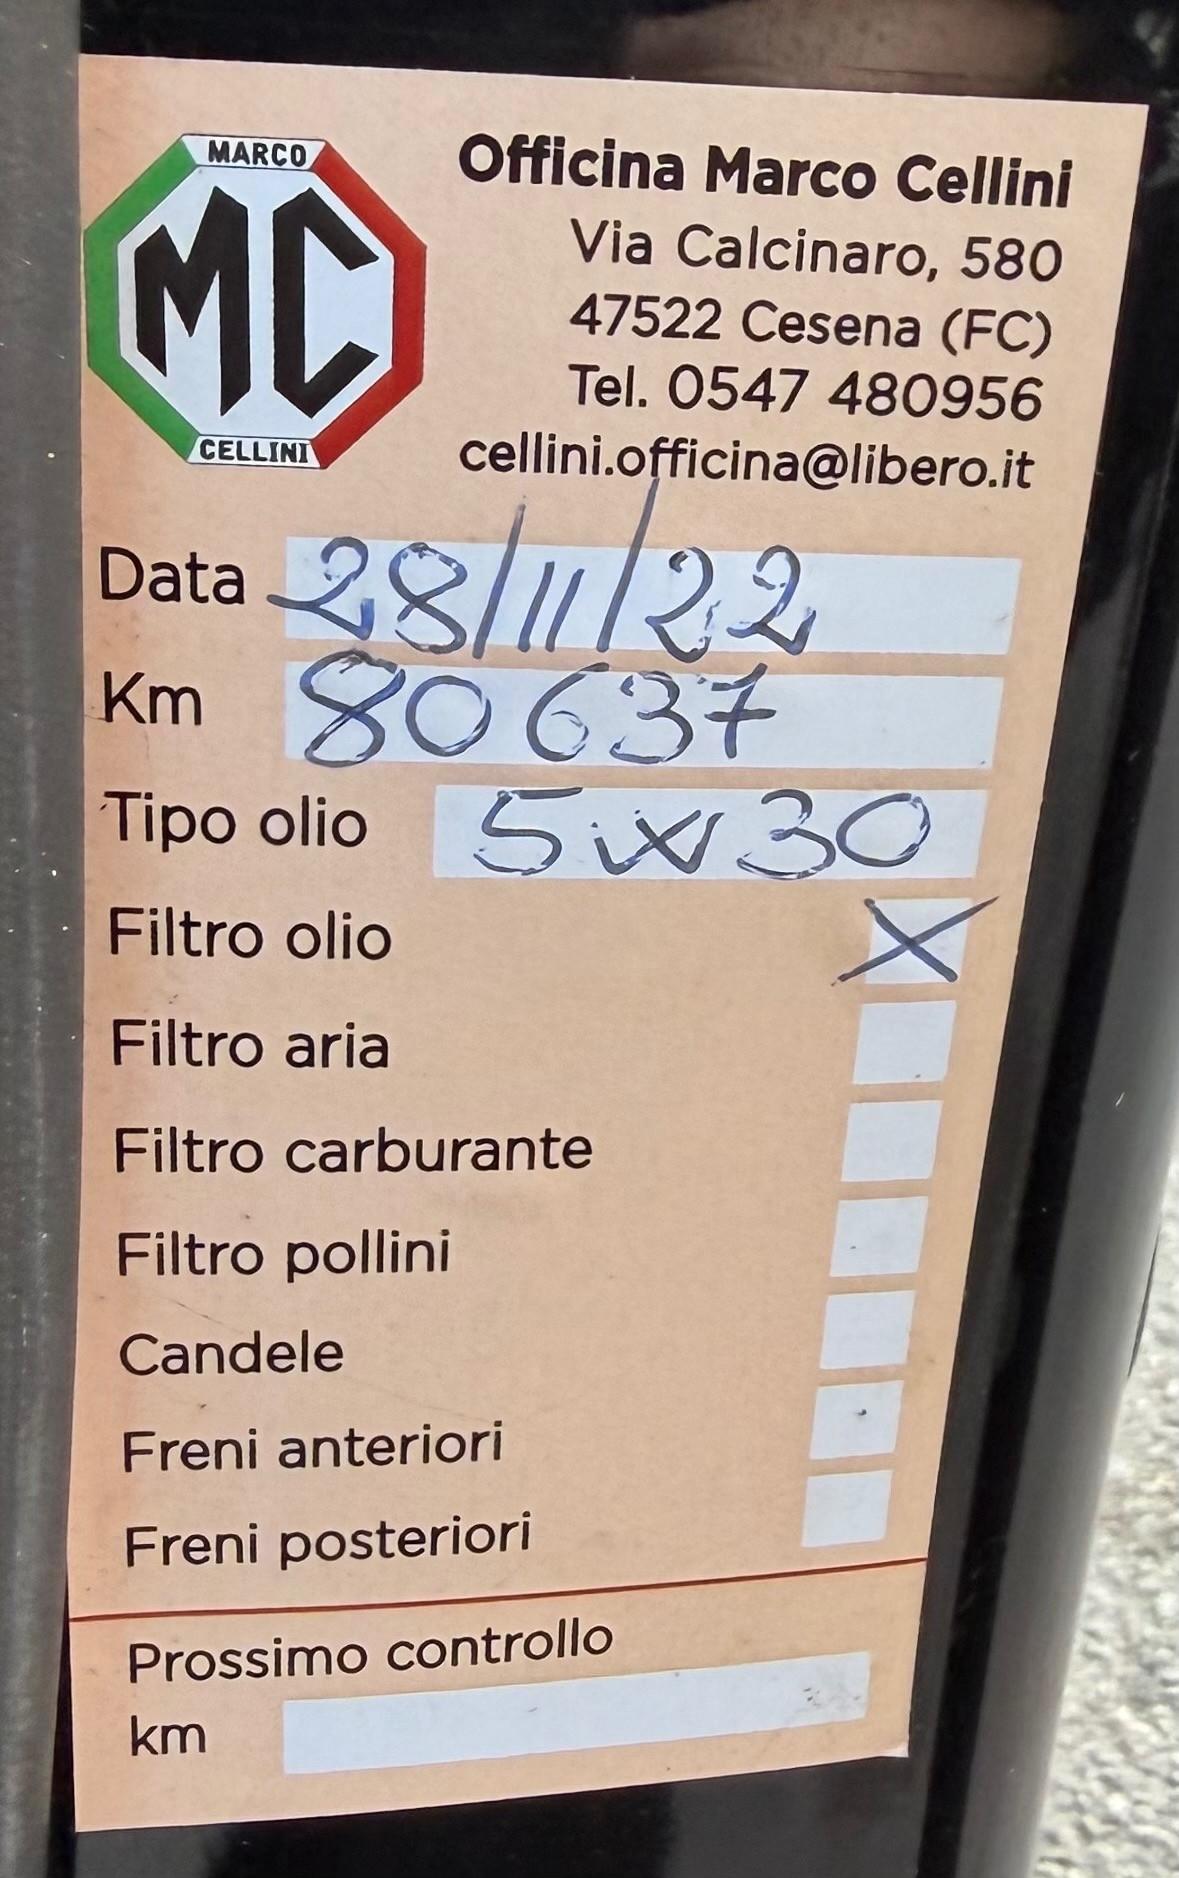 MARCO
MC
CELLINI
Officina Marco Cellini
Via Calcinaro, 580
47522 Cesena (FC)
Tel. 0547 480956
cellini.officina@libero.it
Data 28/11/22
Km 80637
Tipo olio 5w30
Filtro olio X
Filtro aria
Filtro carburante
Filtro pollini
Candele
Freni anteriori
Freni posteriori
Prossimo controllo
km